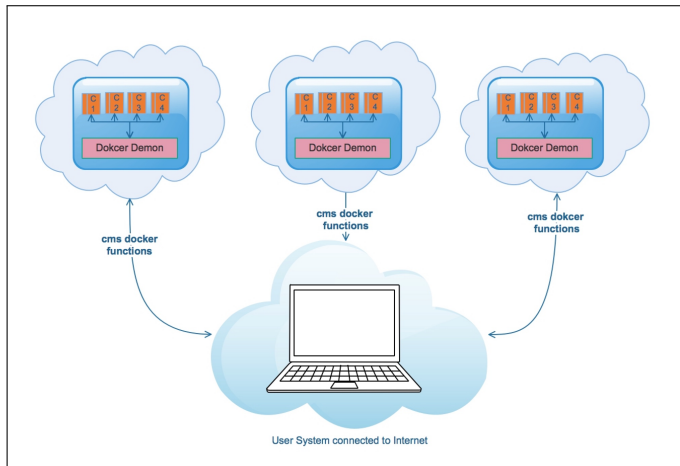 C 1 C 2 C 3 C 4
Dokcer Demon
C 1 C 2 C 3 C 4
Dokcer Demon
C 1 C 2 C 3 C 4
Dokcer Demon
cms docker
functions
cms docker
functions
cms dokcer
functions
User System connected to Internet